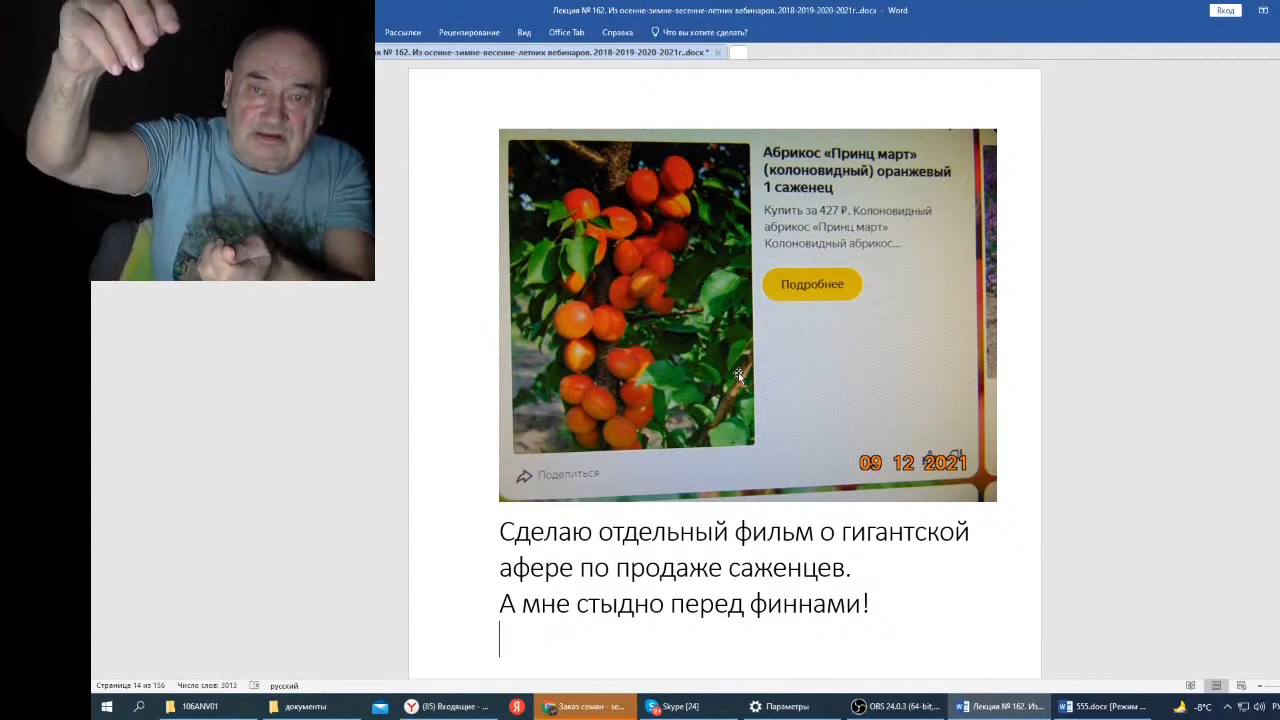 Лекция № 162. Из осенне-зимне-весенне-летних вебинаров. 2018-2019-2020-2021г..docx - Word
Вход
Рассылки Рецензирование Вид Office Tab Справка Что вы хотите сделать?
я № 162. Из осенне-зимне-весенне-летних вебинаров. 2018-2019-2020-2021г..docx *
Абрикос «Принц март»
(колоновидный) оранжевый
1 саженец
Купить за 427 ₽. Колоновидный
абрикос «Принц март»
Колоновидный абрикос...
Подробнее
09 12 2021
Поделиться
Сделаю отдельный фильм о гигантской
афере по продаже саженцев.
А мне стыдно перед финнами!
Страница 14 из 156 Число слов: 3013 русский
106ANV01 документы (85) Входящие - ... Заказ семян - se... Skype [24] Параметры OBS 24.0.3 (64-bit,... Лекция № 162. Из... 555.docx [Режим ... -8°C